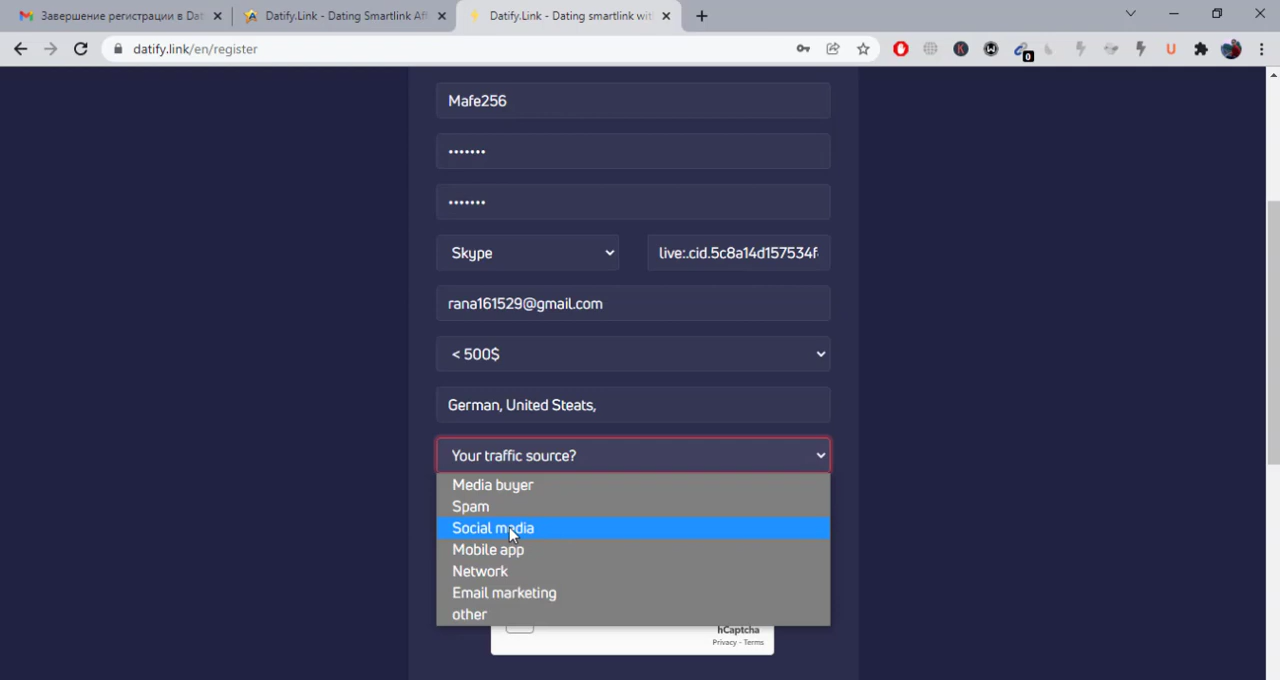 Завершение регистрации в Dat
Datify.Link - Dating Smartlink Aff
Datify.Link - Dating smartlink with
datify.link/en/register
0
Mafe256
•••••••
•••••••
Skype
live:.cid.5c8a14d157534f
rana161529@gmail.com
< 500$
German, United Steats,
Your traffic source?
Media buyer
Spam
Social media
Mobile app
Network
Email marketing
other
hCaptcha
Privacy - Terms